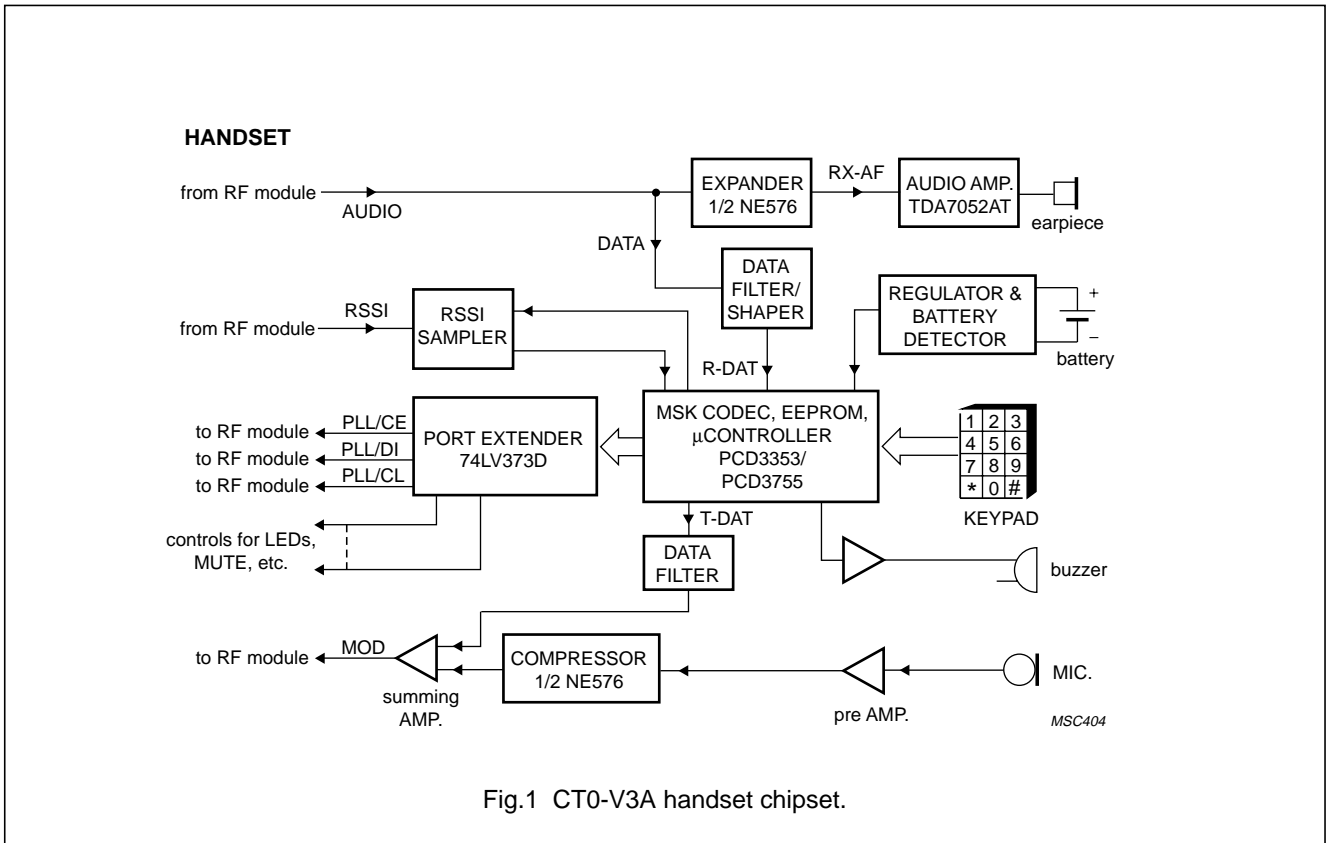 HANDSET
from RF module
AUDIO
DATA
EXPANDER
1/2 NE576
RX-AF
AUDIO AMP.
TDA7052AT
earpiece
DATA
FILTER/
SHAPER
R-DAT
REGULATOR &
BATTERY
DETECTOR
+
−
battery
from RF module
RSSI
RSSI
SAMPLER
to RF module
PLL/CE
to RF module
PLL/DI
to RF module
PLL/CL
PORT EXTENDER
74LV373D
MSK CODEC, EEPROM,
μCONTROLLER
PCD3353/
PCD3755
1 2 3
4 5 6
7 8 9
* 0 #
KEYPAD
controls for LEDs,
MUTE, etc.
T-DAT
DATA
FILTER
buzzer
to RF module
MOD
summing
AMP.
COMPRESSOR
1/2 NE576
pre AMP.
MIC.
MSC404
Fig.1 CT0-V3A handset chipset.